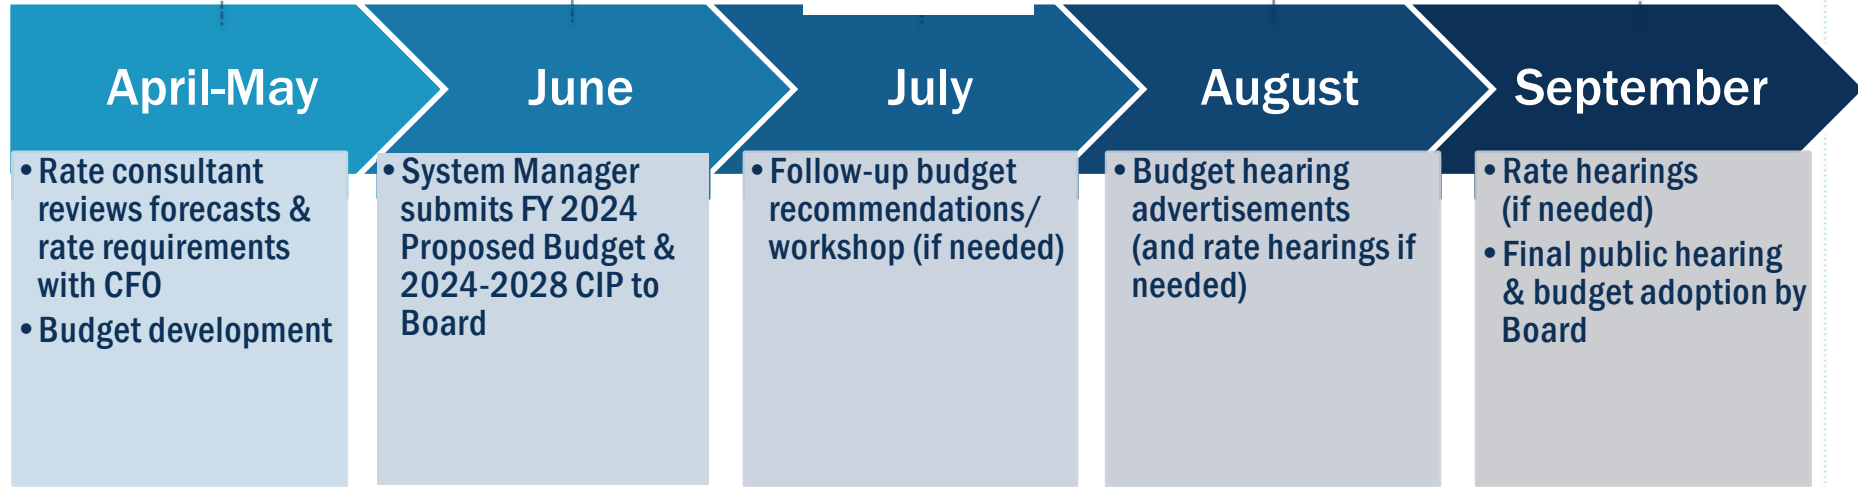 April-May
June
July
August
September
• Rate consultant
reviews forecasts &
rate requirements
with CFO
• Budget development
• System Manager
submits FY 2024
Proposed Budget &
2024-2028 CIP to
Board
• Follow-up budget
recommendations/
workshop (if needed)
• Budget hearing
advertisements
(and rate hearings if
needed)
• Rate hearings
(if needed)
• Final public hearing
& budget adoption by
Board